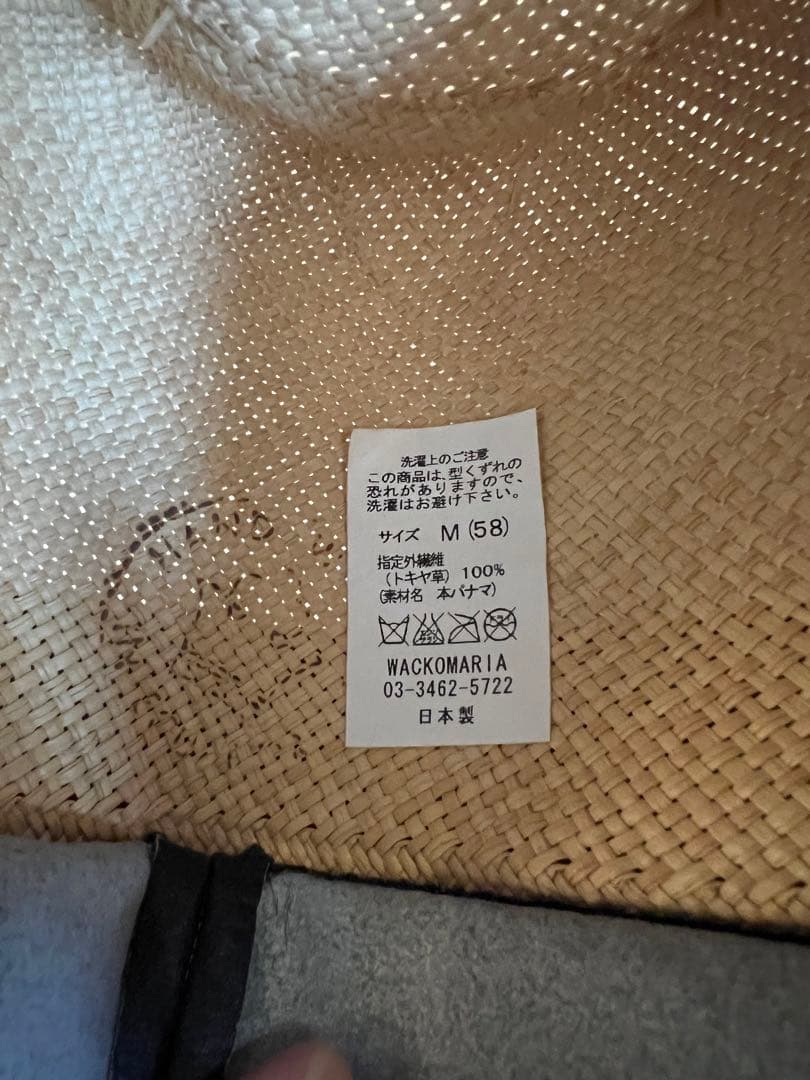 洗濯上のご注意
この商品は、型くずれの
恐れがありますので、
洗濯はお避け下さい。
サイズ M (58)
指定外繊維
(トキヤ草) 100%
(素材名 本パナマ)
WACKOMARIA
03-3462-5722
日本製
HAND